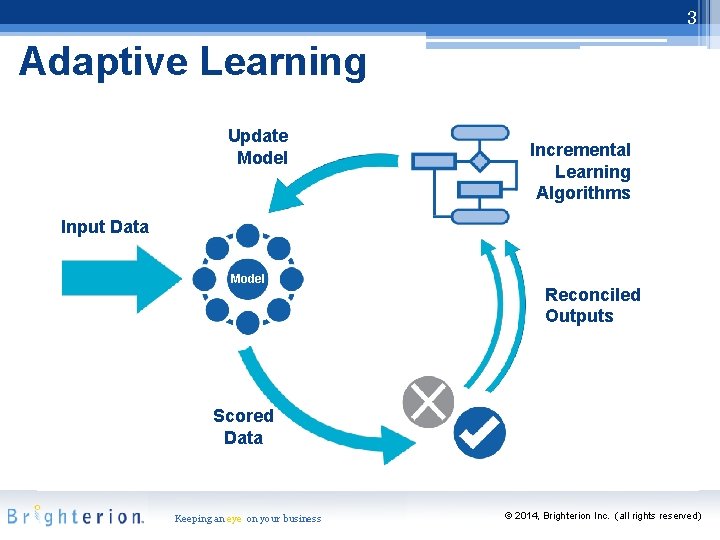 3
Adaptive Learning
Update
Model
Incremental
Learning
Algorithms
Input Data
Model
Reconciled
Outputs
Scored
Data
Brighterion
Keeping an eye on your business
© 2014, Brighterion Inc. (all rights reserved)